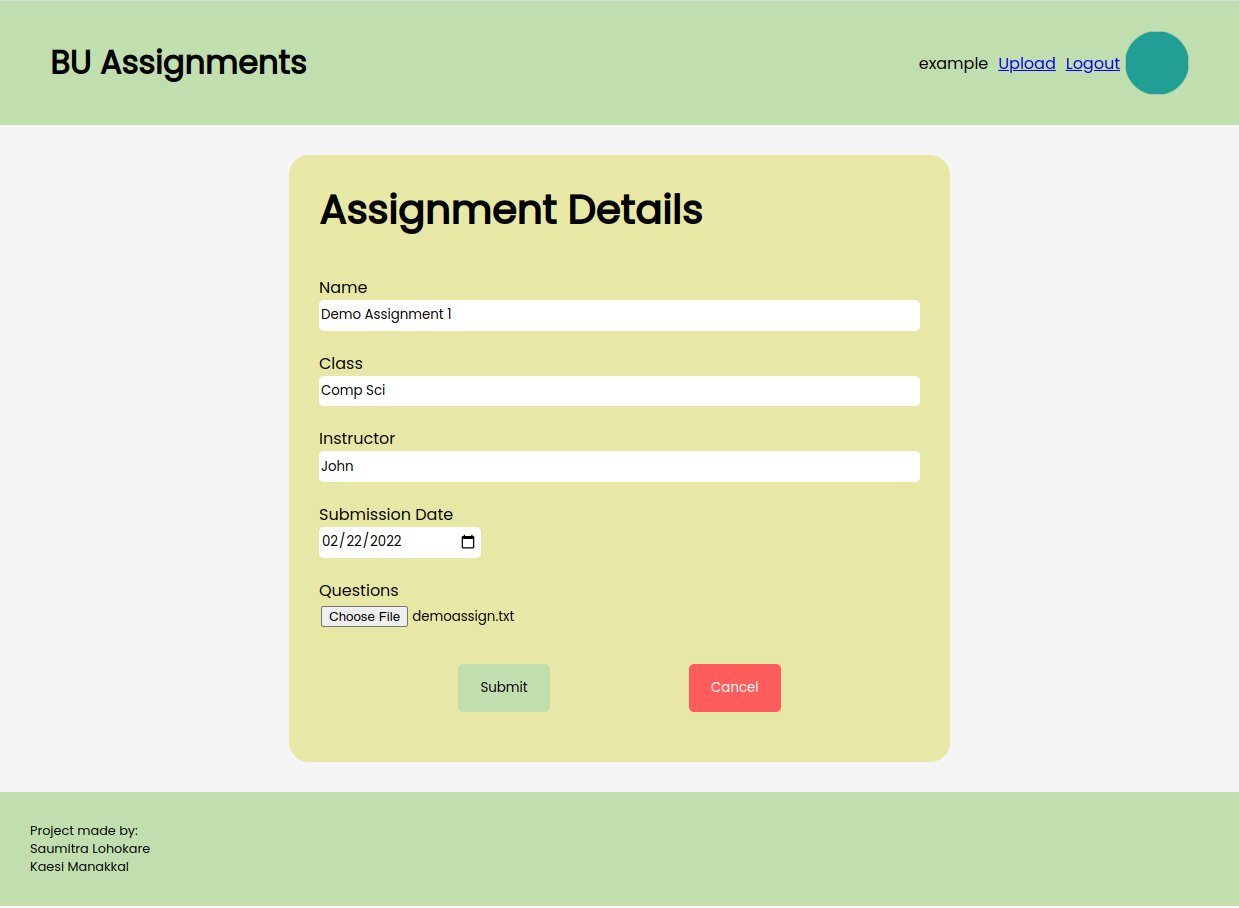 BU Assignments
example Upload Logout
Assignment Details
Name
Demo Assignment 1
Class
Comp Sci
Instructor
John
Submission Date
02/22/2022
Questions
Choose File demoassign.txt
Submit Cancel
Project made by:
Saumitra Lohokare
Kaesi Manakkal